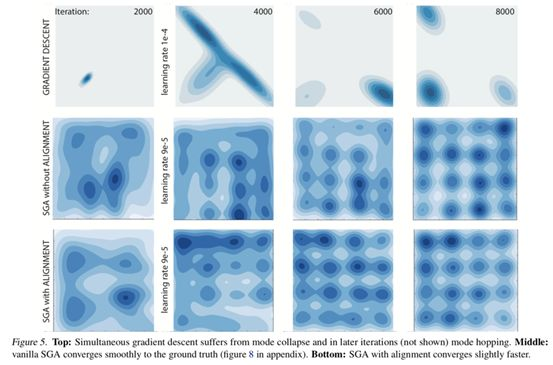 Iteration: 2000
4000
6000
8000
GRADIENT DESCENT
learning rate 1e-4
SGA without ALIGNMENT
learning rate 9e-5
SGA with ALIGNMENT
learning rate 9e-5
Figure 5. Top: Simultaneous gradient descent suffers from mode collapse and in later iterations (not shown) mode hopping. Middle:
vanilla SGA converges smoothly to the ground truth (figure 8 in appendix). Bottom: SGA with alignment converges slightly faster.